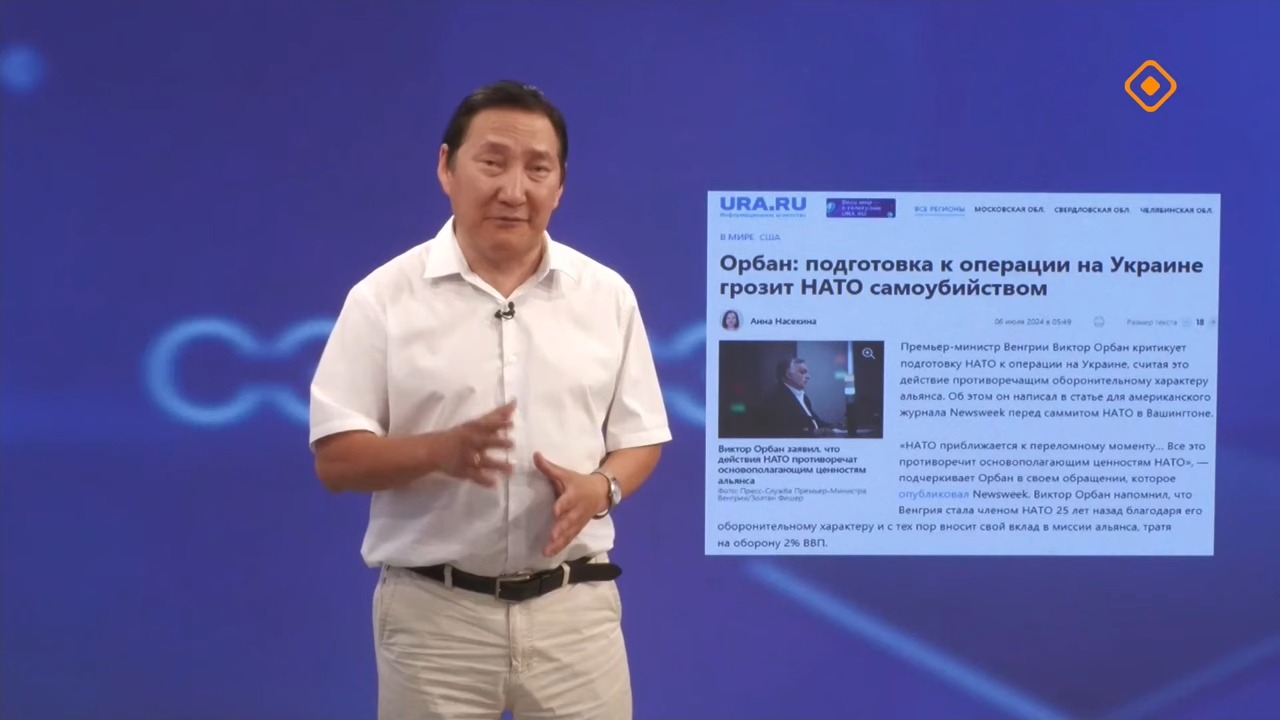 URA.RU
Информационное агентство
ВСЕ РЕГИОНЫ МОСКОВСКАЯ ОБЛ. СВЕРДЛОВСКАЯ ОБЛ. ЧЕЛЯБИНСКАЯ ОБЛ.
В МИРЕ США
Орбан: подготовка к операции на Украине
грозит НАТО самоубийством
Анна Насекина
06 июля 2024 в 05:49
Размер текста
18
Премьер-министр Венгрии Виктор Орбан критикует
подготовку НАТО к операции на Украине, считая это
действие противоречащим оборонительному характеру
альянса. Об этом он написал в статье для американского
журнала Newsweek перед саммитом НАТО в Вашингтоне.
Виктор Орбан заявил, что
действия НАТО противоречат
основополагающим ценностям
альянса
Фото: Пресс-Служба Премьер-Министра
Венгрии/Золтан Фишер
«НАТО приближается к переломному моменту... Все это
противоречит основополагающим ценностям НАТО», —
подчеркивает Орбан в своем обращении, которое
опубликовал Newsweek. Виктор Орбан напомнил, что
Венгрия стала членом НАТО 25 лет назад благодаря его
оборонительному характеру и с тех пор вносит свой вклад в миссии альянса, тратя
на оборону 2% ВВП.